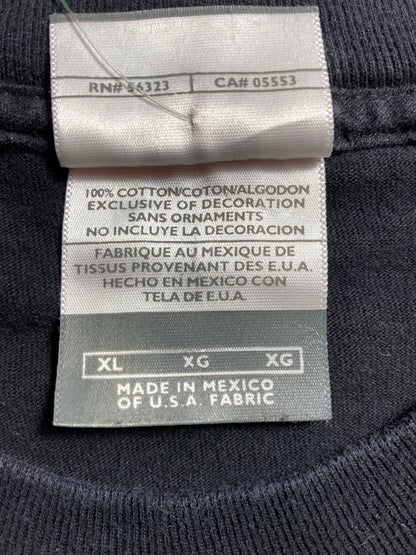 RN# 54323 CA# 05553
100% COTTON/COTON/ALGODON
EXCLUSIVE OF DECORATION
SANS ORNAMENTS
NO INCLUYE LA DECORACION
FABRIQUE AU MEXIQUE DE
TISSUS PROVENANT DES E.U.A.
HECHO EN MEXICO CON
TELA DE E.U.A.
XL XG XG
MADE IN MEXICO
OF U.S.A. FABRIC